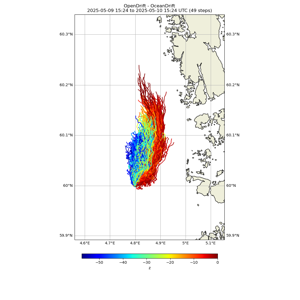 OpenDrift - OceanDrift
2025-05-09 15:24 to 2025-05-10 15:24 UTC (49 steps)
60.3°N
60.3°N
60.2°N
60.2°N
60.1°N
60.1°N
60°N
60°N
59.9°N
59.9°N
4.6°E 4.7°E 4.8°E 4.9°E 5°E 5.1°E
−50 −40 −30 −20 −10 0
z